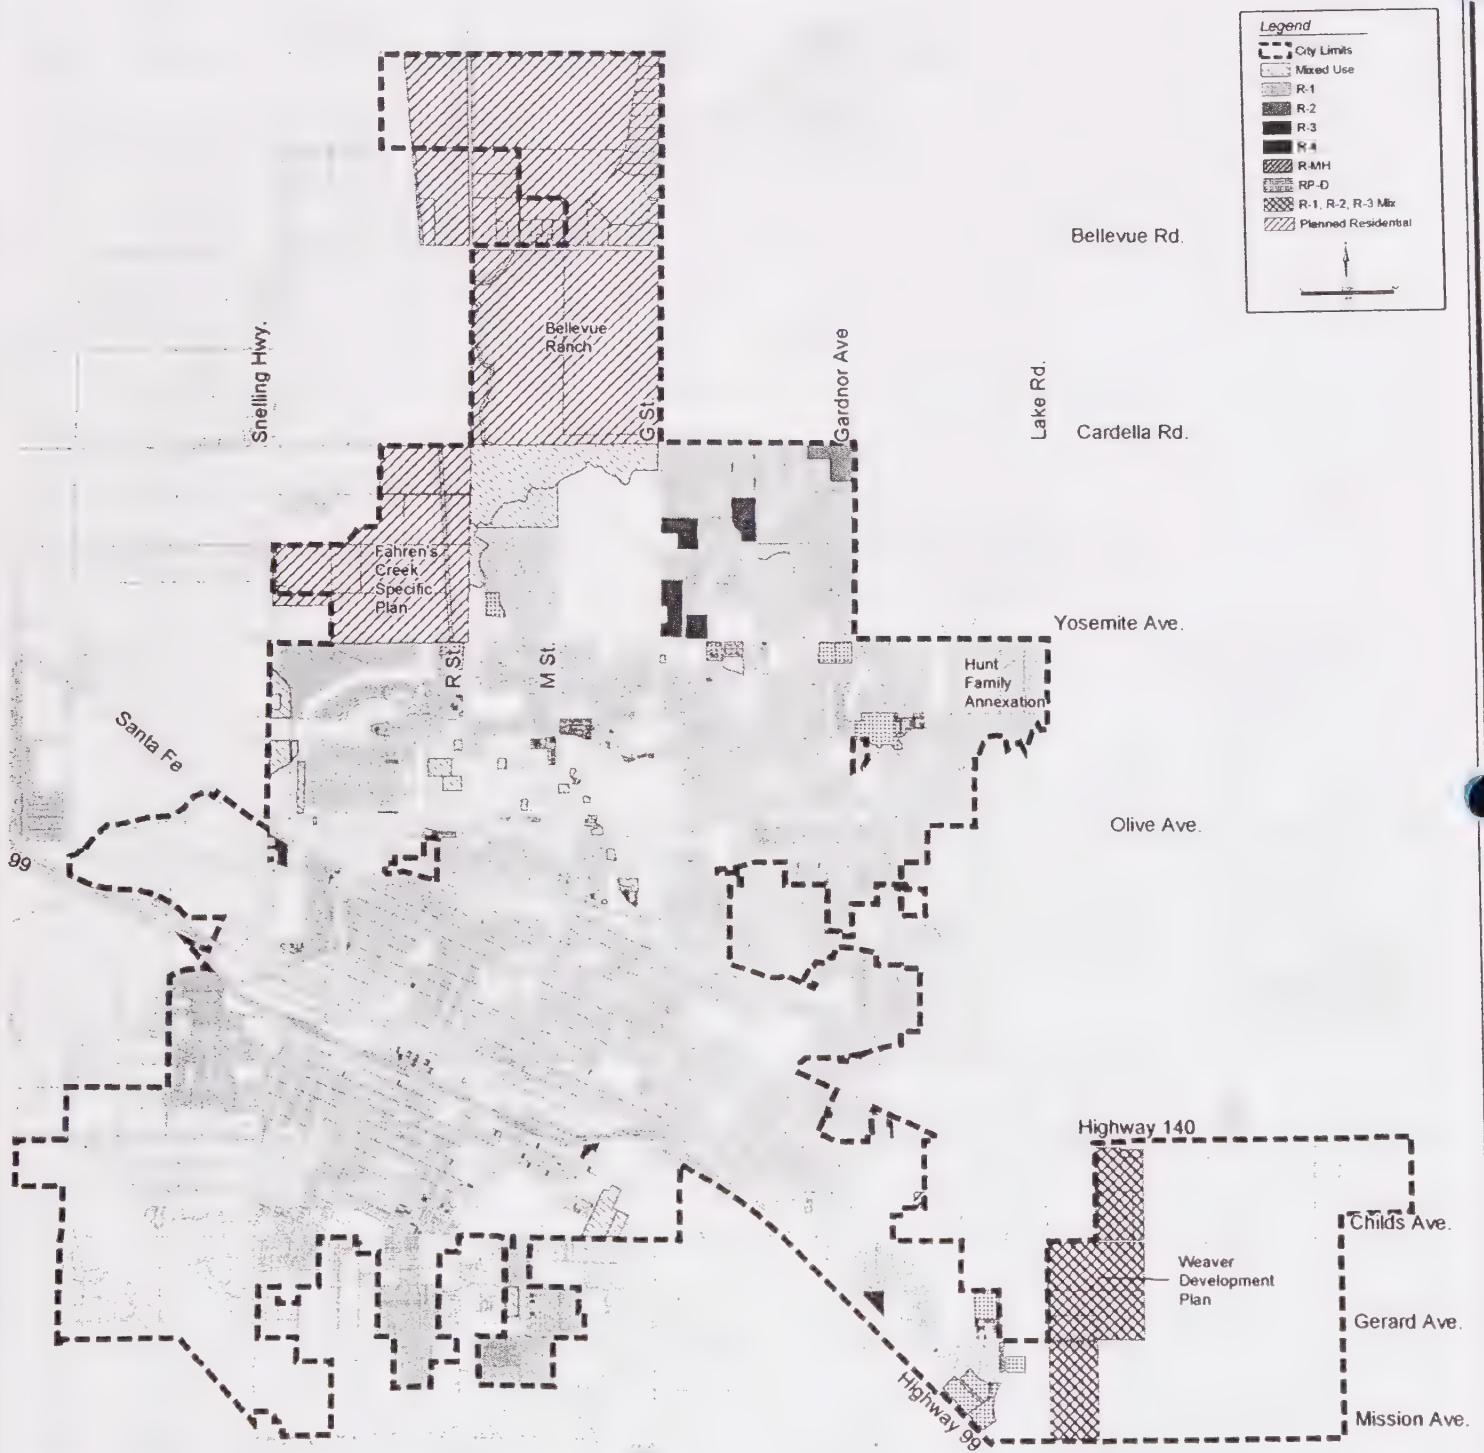 Legend
City Limits
Mixed Use
R-1
R-2
R-3
R-4
R-MH
RP-D
R-1, R-2, R-3 Mix
Planned Residential
Bellevue Rd.
Bellevue
Ranch
Snelling Hwy.
G St.
Gardnor Ave
Lake Rd.
Cardella Rd.
Fahren's
Creek
Specific
Plan
Yosemite Ave.
R St.
M St.
Hunt
Family
Annexation
Santa Fe
Olive Ave.
99
Highway 140
Childs Ave.
Weaver
Development
Plan
Gerard Ave.
Highway 99
Mission Ave.